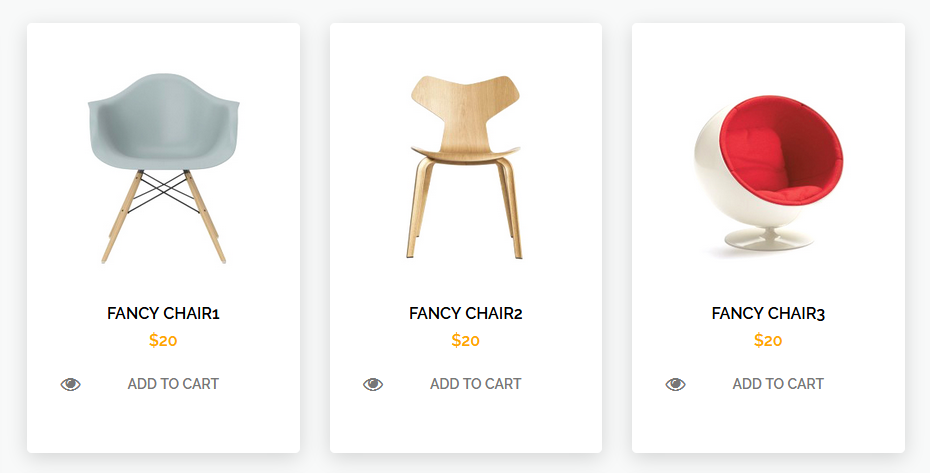 FANCY CHAIR1
$20
ADD TO CART
FANCY CHAIR2
$20
ADD TO CART
FANCY CHAIR3
$20
ADD TO CART